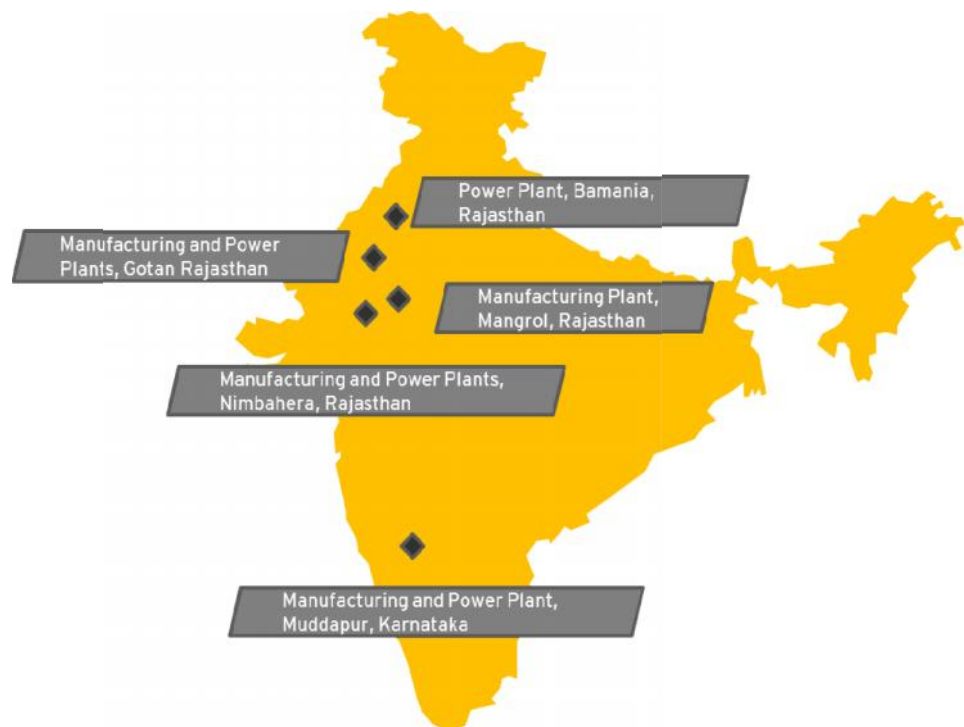 Power Plant, Bamania,
Rajasthan
Manufacturing and Power
Plants, Gotan Rajasthan
Manufacturing Plant,
Mangrol, Rajasthan
Manufacturing and Power Plants,
Nimbahera, Rajasthan
Manufacturing and Power Plant,
Muddapur, Karnataka